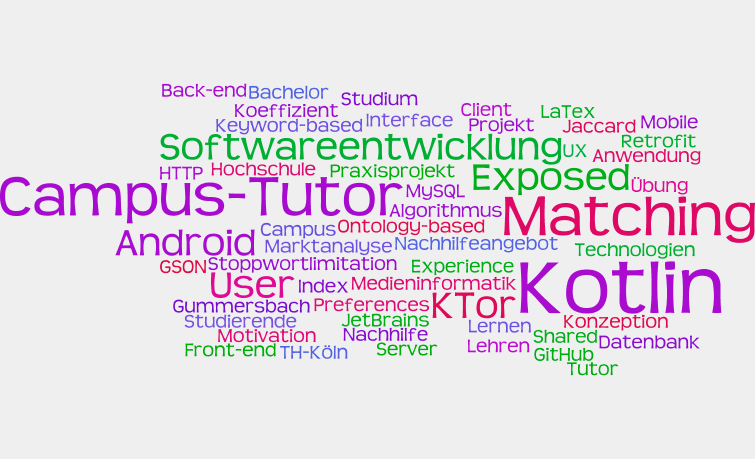 Back-end Bachelor
Studium
Koeffizient
Client
LaTex
Keyword-based Interface
Projekt
Jaccard
Mobile
Softwareentwicklung
UX
Retrofit
Anwendung
HTTP
Hochschule
Praxisprojekt
Exposed
Übung
Campus-Tutor
MySQL
Algorithmus
Matching
Campus
Ontology-based
Android
Marktanalyse
Nachhilfeangebot
Technologien
GSON
Stoppwortlimitation
Experience
Kotlin
User
Index
Medieninformatik
Gummersbach
Preferences
KTor
Studierende
JetBrains
Lernen
Konzeption
Motivation
Nachhilfe
Shared
Datenbank
Front-end
TH-Köln
Server
Lehren
GitHub
Tutor